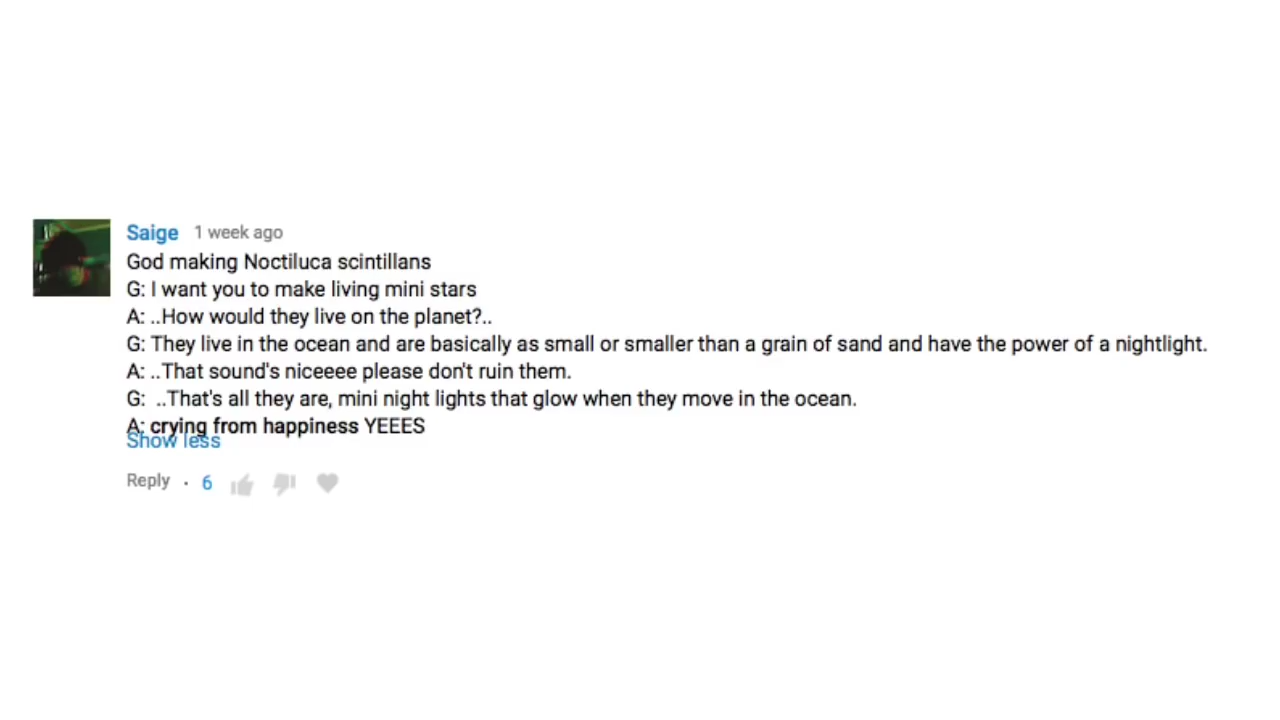 Saige 1 week ago
God making Noctiluca scintillans
G: I want you to make living mini stars
A: ..How would they live on the planet?..
G: They live in the ocean and are basically as small or smaller than a grain of sand and have the power of a nightlight.
A: ..That sound's niceeee please don't ruin them.
G:  ..That's all they are, mini night lights that glow when they move in the ocean.
A: crying from happiness YEEES
Show less
Reply · 6